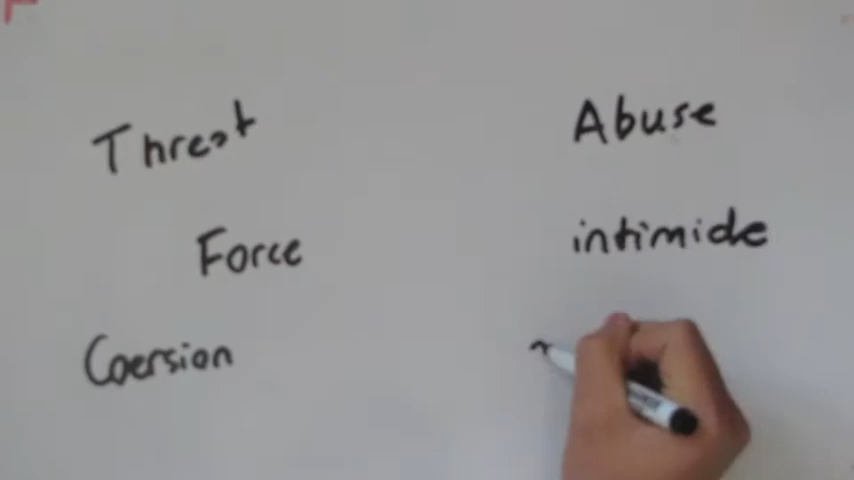 Threat
Abuse
Force
intimide
Coersion